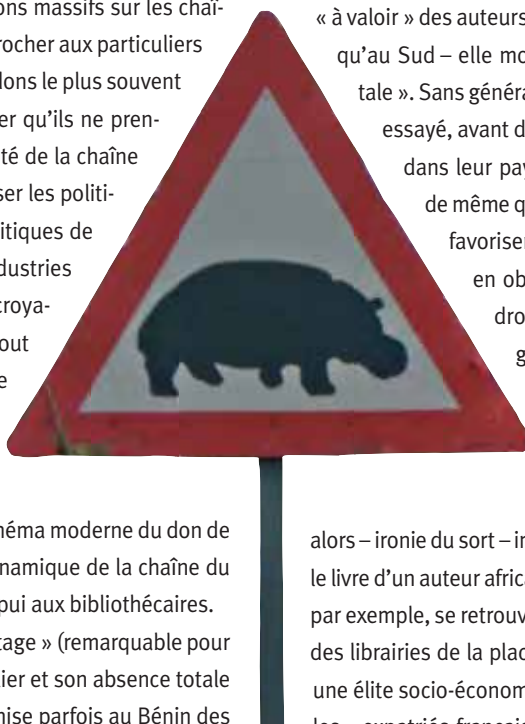 ons massifs sur les chaî-
rocher aux particuliers
dons le plus souvent
er qu'ils ne pren-
té de la chaîne
ser les politi-
itiques de
dustries
croya-
out
e
néma moderne du don de
namique de la chaîne du
pui aux bibliothécaires.
tage » (remarquable pour
lier et son absence totale
mise parfois au Bénin des
« à valoir » des auteurs
qu'au Sud – elle mo
tale ». Sans généra
essayé, avant d
dans leur pay
de même q
favoriser
en ob
dro
g
alors – ironie du sort – in
le livre d'un auteur africa
par exemple, se retrouv
des librairies de la plac
une élite socio-économ